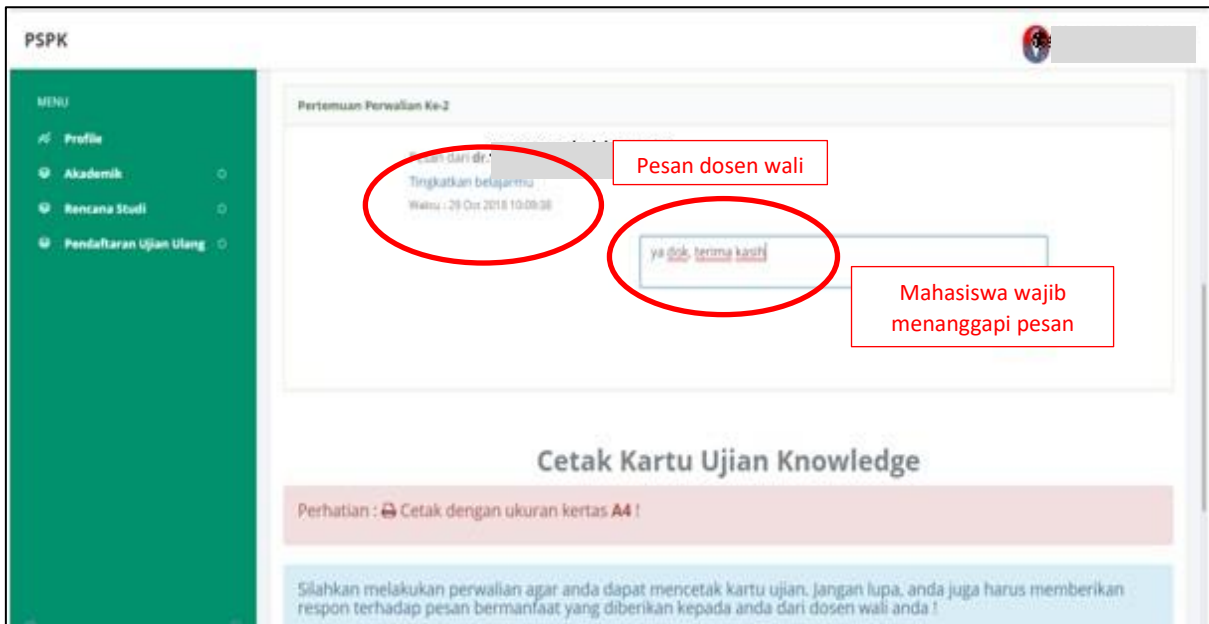 PSPK
MENU
Profile
Akademik
Rencana Studi
Pendaftaran Ujian Ulang
Pertemuan Perwalian Ke-2
Pesan dari dr.
Tingkatkan belajarmu
Waktu : 29 Oct 2018 10:09:38
Pesan dosen wali
ya dok, terima kasih
Mahasiswa wajib
menanggapi pesan
Cetak Kartu Ujian Knowledge
Perhatian : Cetak dengan ukuran kertas A4 !
Silahkan melakukan perwalian agar anda dapat mencetak kartu ujian. Jangan lupa, anda juga harus memberikan
respon terhadap pesan bermanfaat yang diberikan kepada anda dari dosen wali anda !